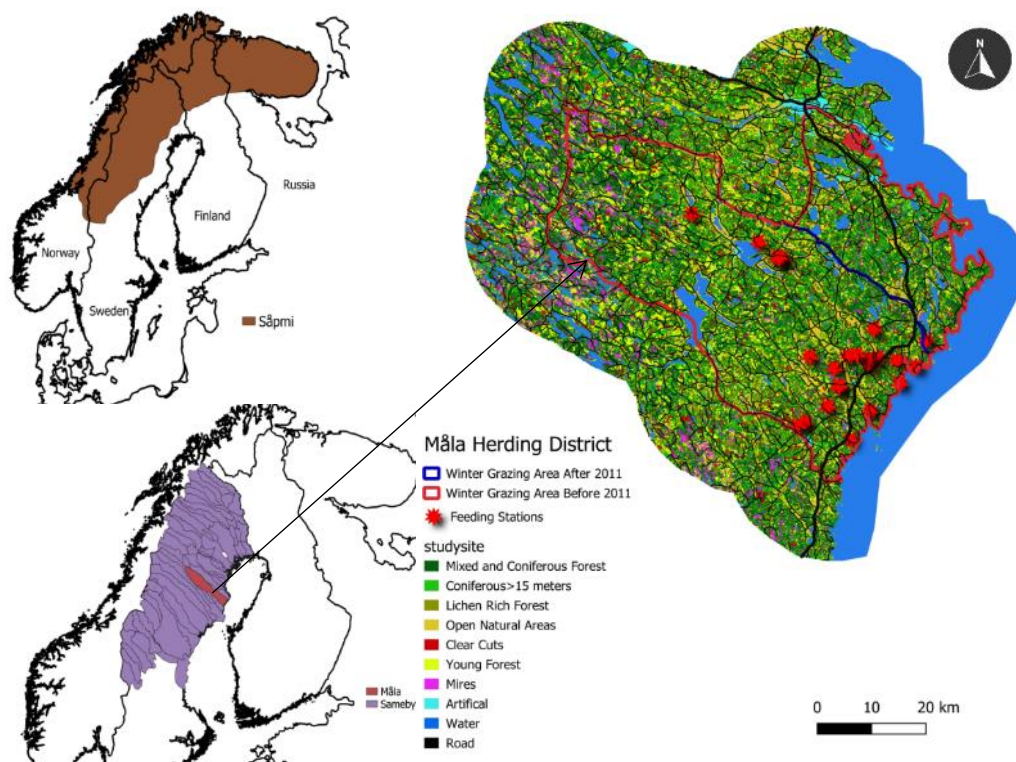 Norway
Sweden
Finland
Russia
Såpmi
N
Måla
Sameby
Måla Herding District
Winter Grazing Area After 2011
Winter Grazing Area Before 2011
Feeding Stations
studysite
Mixed and Coniferous Forest
Coniferous>15 meters
Lichen Rich Forest
Open Natural Areas
Clear Cuts
Young Forest
Mires
Artifical
Water
Road
0 10 20 km